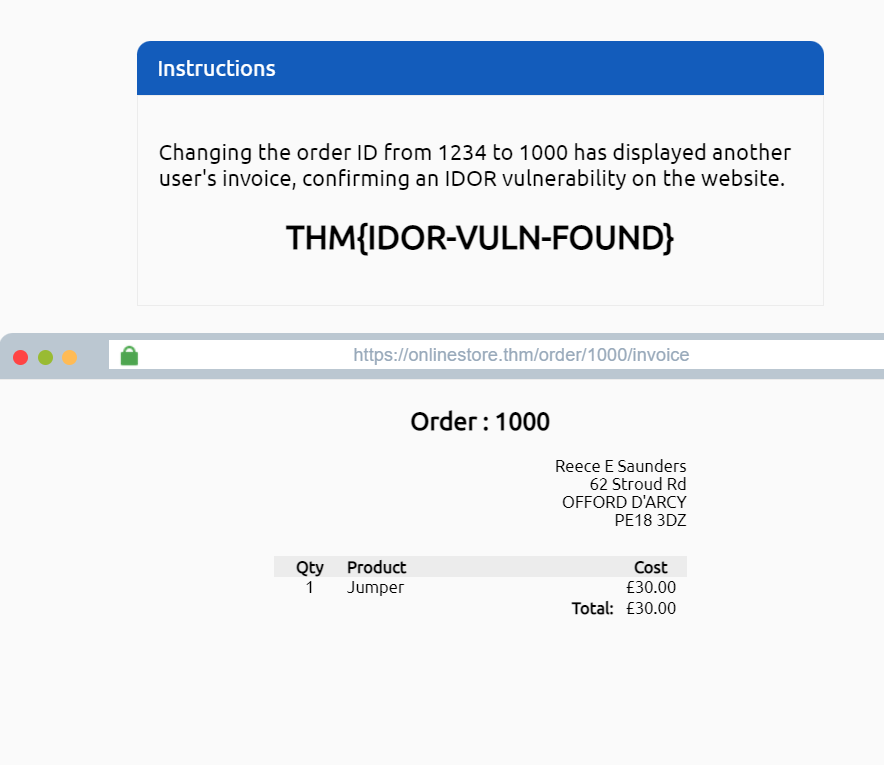 Instructions
Changing the order ID from 1234 to 1000 has displayed another
user's invoice, confirming an IDOR vulnerability on the website.
THM{IDOR-VULN-FOUND}
https://onlinestore.thm/order/1000/invoice
Order : 1000
Reece E Saunders
62 Stroud Rd
OFFORD D'ARCY
PE18 3DZ
Qty Product Cost
1 Jumper £30.00
Total: £30.00